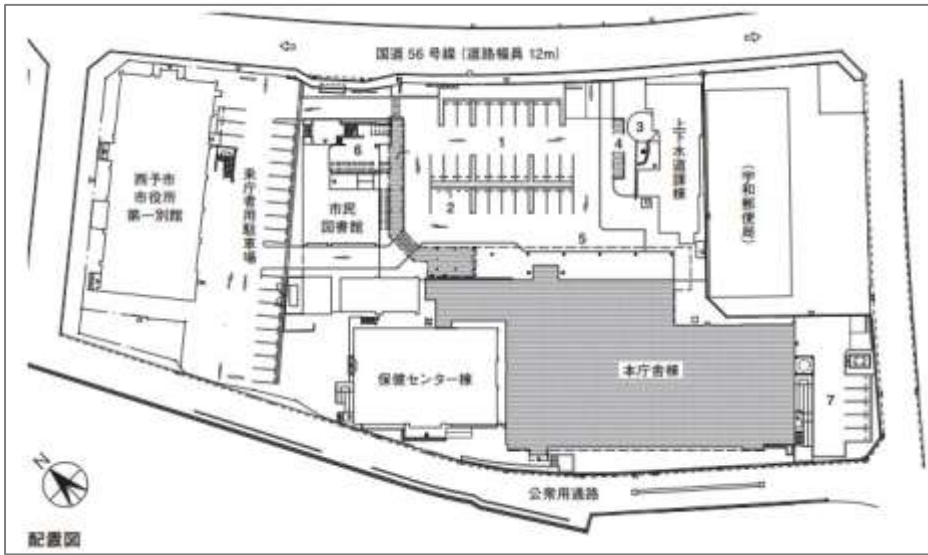 国道 56 号線 (道路幅員 12m)
西予市
市役所
第一別館
来庁者用駐車場
6
市民
図書館
1
2
3
4
5
上下水道課棟
(宇和郵便局)
保健センター棟
本庁舎棟
7
公衆用通路
N
配置図